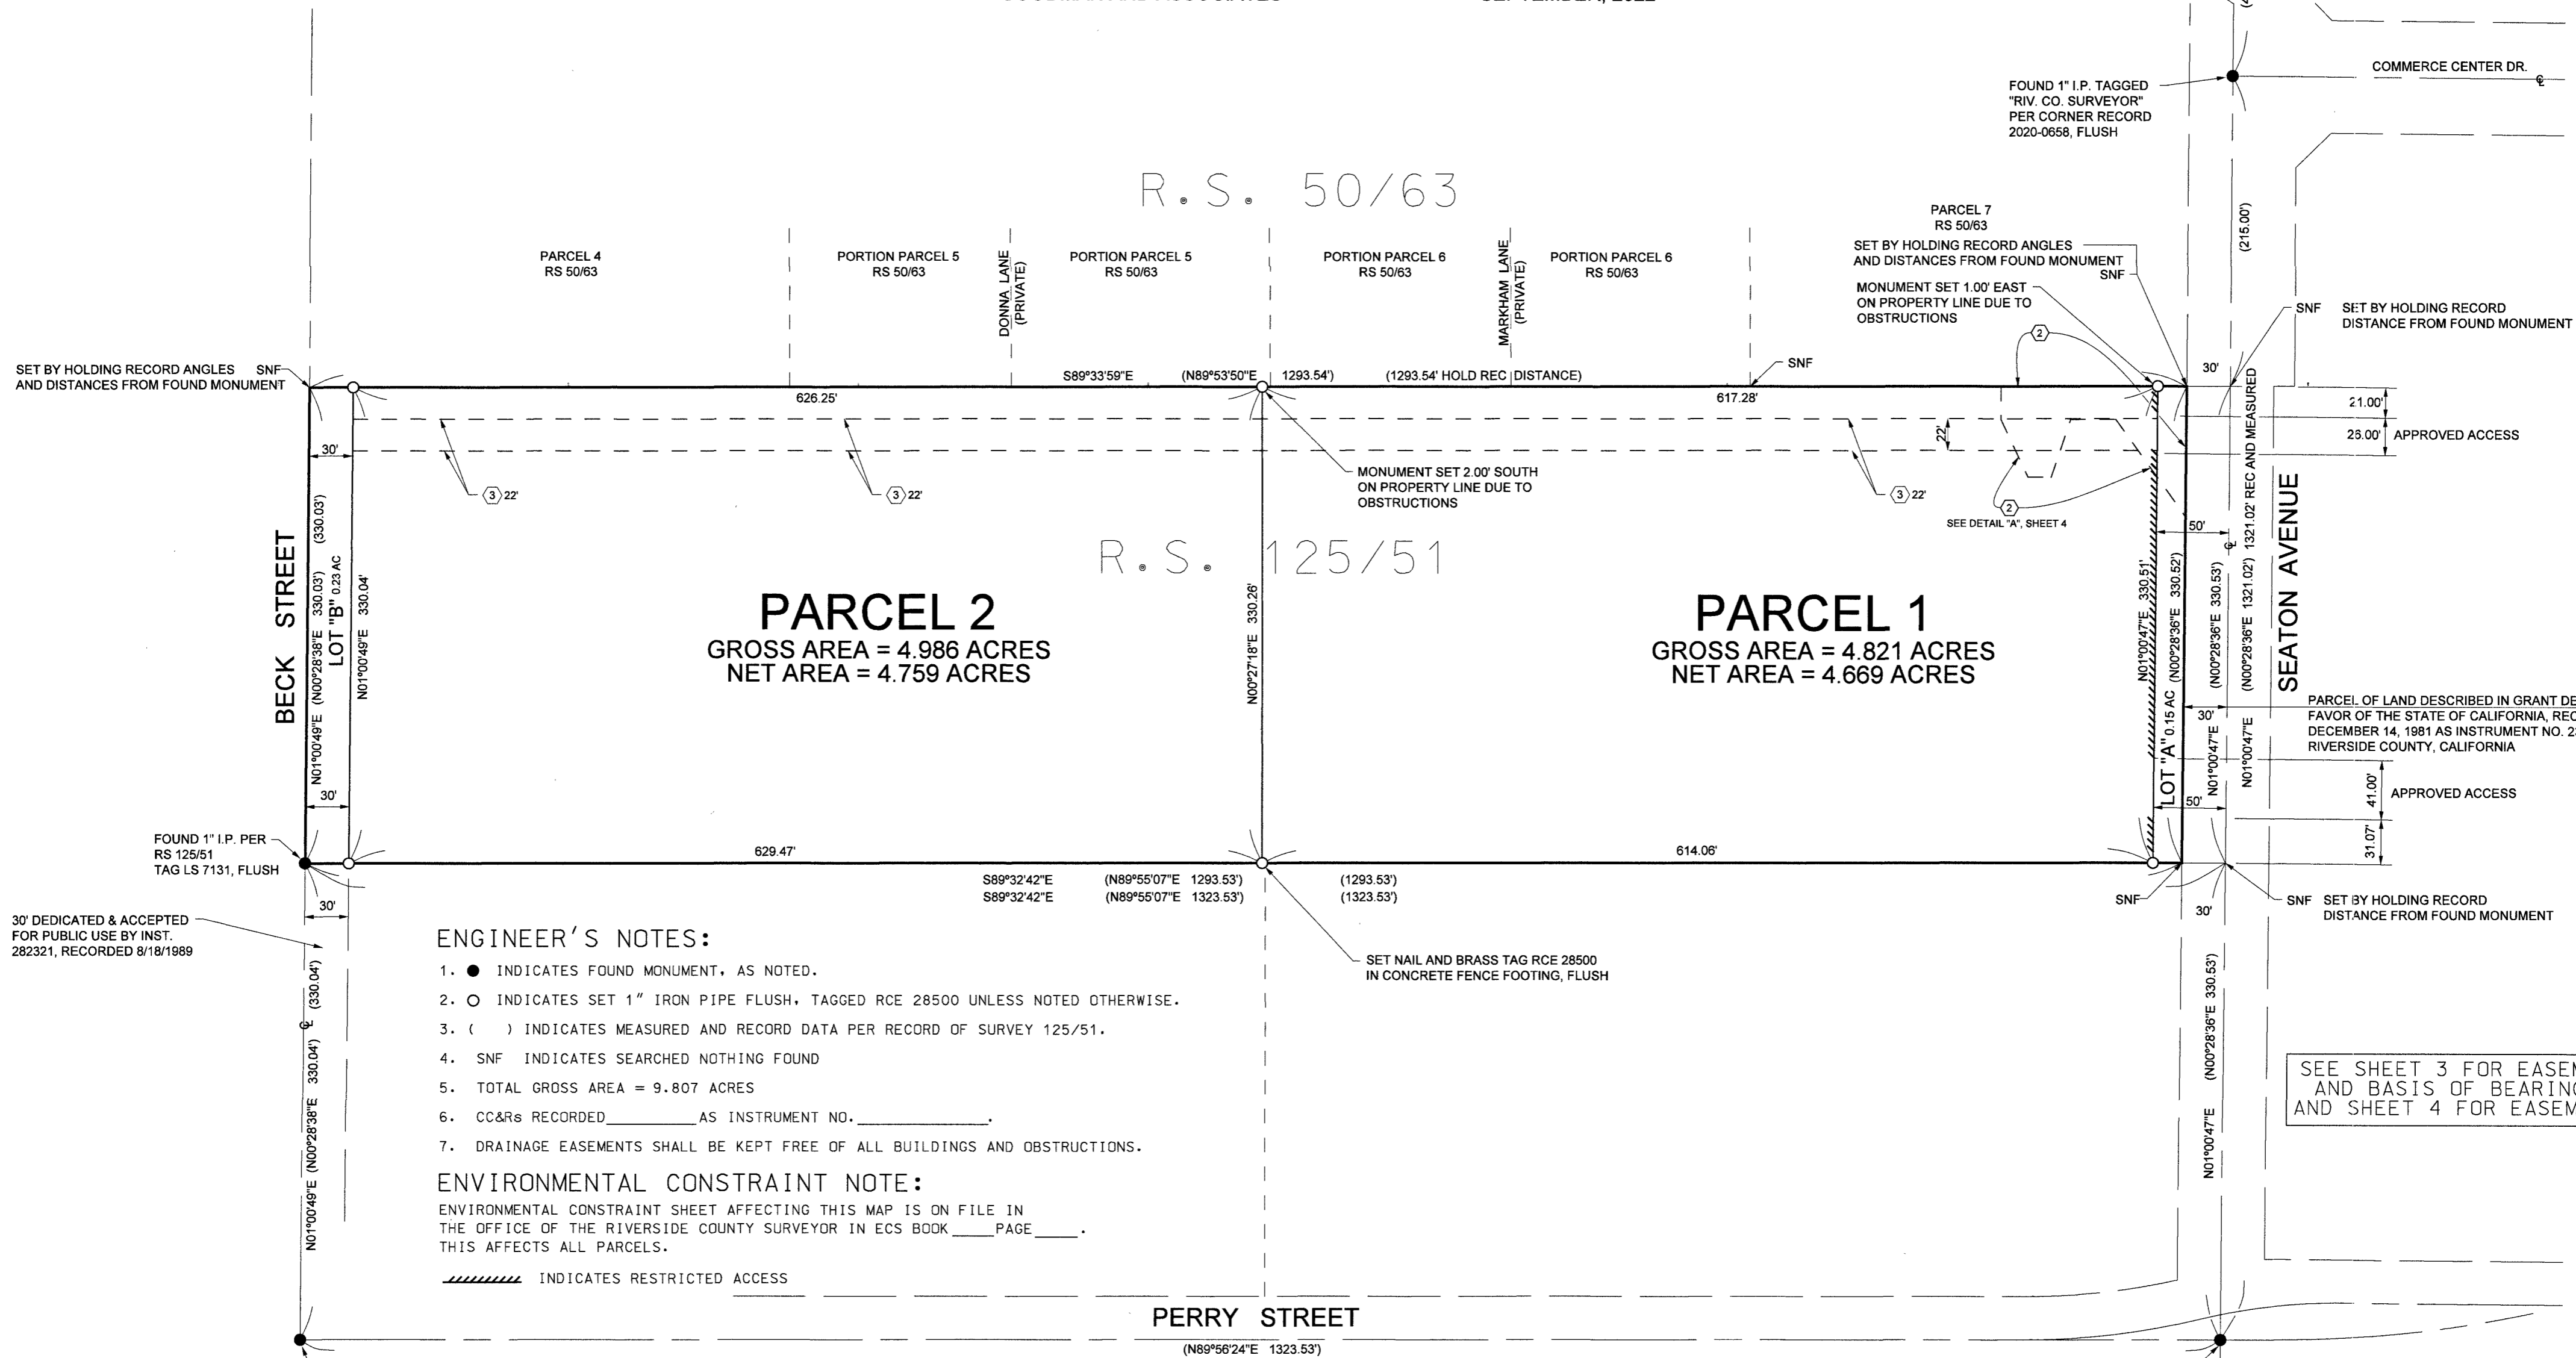 COMMERCE CENTER DR.
FOUND 1" I.P. TAGGED
"RIV. CO. SURVEYOR"
PER CORNER RECORD
2020-0658, FLUSH
(215.00')
R.S. 50/63
PARCEL 4
RS 50/63
PORTION PARCEL 5
RS 50/63
DONNA LANE
(PRIVATE)
PORTION PARCEL 5
RS 50/63
PORTION PARCEL 6
RS 50/63
MARKHAM LANE
(PRIVATE)
PORTION PARCEL 6
RS 50/63
PARCEL 7
RS 50/63
SET BY HOLDING RECORD ANGLES
AND DISTANCES FROM FOUND MONUMENT
SNF
MONUMENT SET 1.00' EAST
ON PROPERTY LINE DUE TO
OBSTRUCTIONS
2
SNF SET BY HOLDING RECORD
DISTANCE FROM FOUND MONUMENT
SET BY HOLDING RECORD ANGLES SNF
AND DISTANCES FROM FOUND MONUMENT
S89°33'59"E (N89°53'50"E 1293.54') (1293.54' HOLD REC DISTANCE)
SNF
30'
626.25'
617.28'
21.00'
26.00' APPROVED ACCESS
30'
22'
3 22'
3 22'
3 22'
MONUMENT SET 2.00' SOUTH
ON PROPERTY LINE DUE TO
OBSTRUCTIONS
2
SEE DETAIL "A", SHEET 4
50'
R.S. 125/51
BECK STREET
N01°00'49"E (N00°28'38"E 330.03') (330.03')
LOT "B" 0.23 AC
N01°00'49"E 330.04'
PARCEL 2
GROSS AREA = 4.986 ACRES
NET AREA = 4.759 ACRES
N00°27'18"E 330.26'
PARCEL 1
GROSS AREA = 4.821 ACRES
NET AREA = 4.669 ACRES
N01°00'47"E 330.51'
LOT "A" 0.15 AC (N00°28'36"E 330.52')
N01°00'47"E (N00°28'36"E 330.53')
N01°00'47"E (N00°28'36"E 1321.02') 1321.02' REC AND MEASURED
SEATON AVENUE
PARCEL OF LAND DESCRIBED IN GRANT DE
FAVOR OF THE STATE OF CALIFORNIA, REC
DECEMBER 14, 1981 AS INSTRUMENT NO. 2
RIVERSIDE COUNTY, CALIFORNIA
30'
41.00' APPROVED ACCESS
30'
50'
31.07'
FOUND 1" I.P. PER
RS 125/51
TAG LS 7131, FLUSH
629.47'
614.06'
S89°32'42"E (N89°55'07"E 1293.53') (1293.53')
S89°32'42"E (N89°55'07"E 1323.53') (1323.53')
SNF
30'
SNF SET BY HOLDING RECORD
DISTANCE FROM FOUND MONUMENT
30'
30' DEDICATED & ACCEPTED
FOR PUBLIC USE BY INST.
282321, RECORDED 8/18/1989
SET NAIL AND BRASS TAG RCE 28500
IN CONCRETE FENCE FOOTING, FLUSH
N01°00'49"E (N00°28'38"E 330.04') ℄ (330.04')
N01°00'47"E (N00°28'36"E 330.53')
ENGINEER'S NOTES:
1. ● INDICATES FOUND MONUMENT, AS NOTED.
2. ○ INDICATES SET 1" IRON PIPE FLUSH, TAGGED RCE 28500 UNLESS NOTED OTHERWISE.
3. ( ) INDICATES MEASURED AND RECORD DATA PER RECORD OF SURVEY 125/51.
4. SNF INDICATES SEARCHED NOTHING FOUND
5. TOTAL GROSS AREA = 9.807 ACRES
6. CC&Rs RECORDED__________AS INSTRUMENT NO._______________.
7. DRAINAGE EASEMENTS SHALL BE KEPT FREE OF ALL BUILDINGS AND OBSTRUCTIONS.
ENVIRONMENTAL CONSTRAINT NOTE:
ENVIRONMENTAL CONSTRAINT SHEET AFFECTING THIS MAP IS ON FILE IN
THE OFFICE OF THE RIVERSIDE COUNTY SURVEYOR IN ECS BOOK _____PAGE_____.
THIS AFFECTS ALL PARCELS.
INDICATES RESTRICTED ACCESS
SEE SHEET 3 FOR EASEM
AND BASIS OF BEARING
AND SHEET 4 FOR EASEM
PERRY STREET
(N89°56'24"E 1323.53')